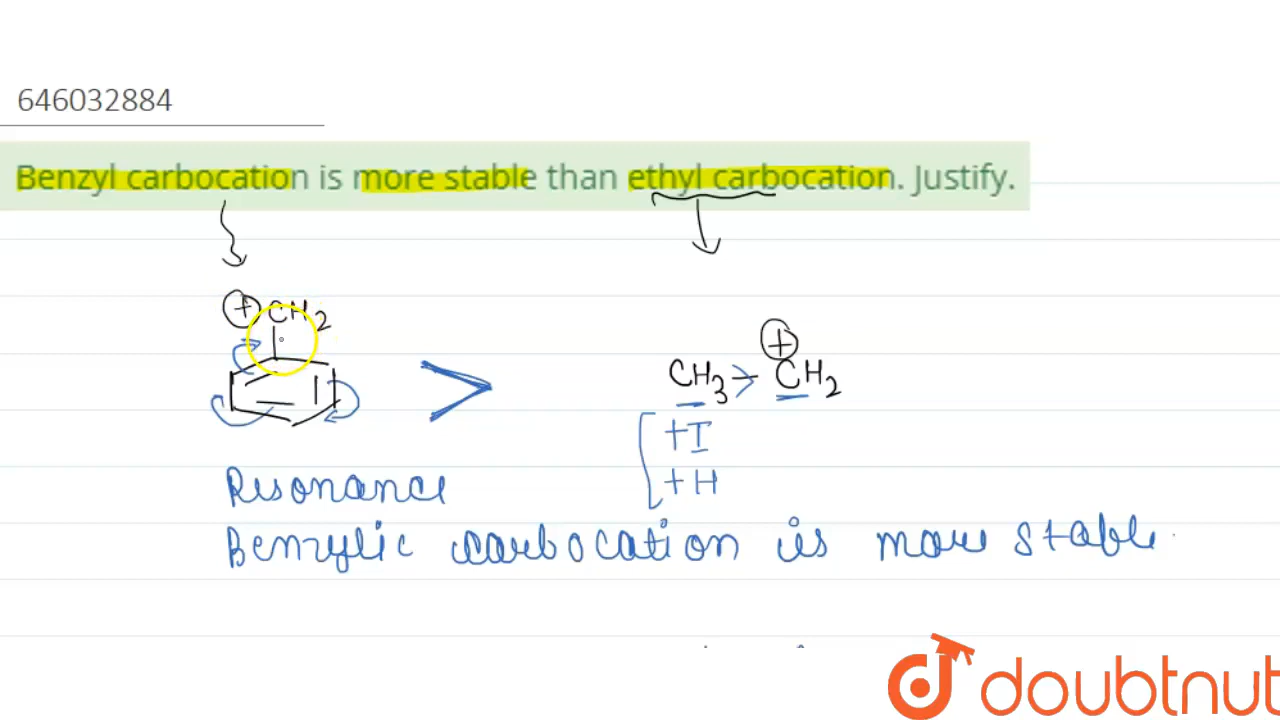 646032884
Benzyl carbocation is more stable than ethyl carbocation. Justify.
⊕ CH2
⊕
> CH3 - CH2
+I
+H
Resonance
Benzylic carbocation is more stable
doubtnut